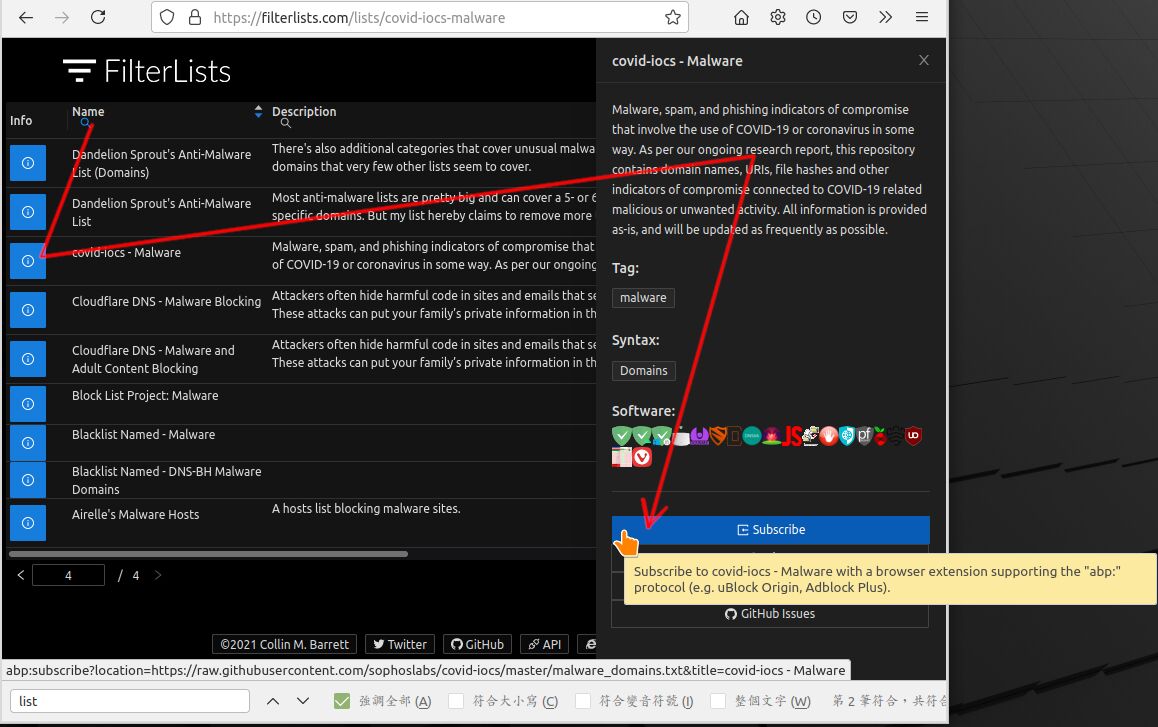 https://filterlists.com/lists/covid-iocs-malware
FilterLists
Info
Name
Description
Dandelion Sprout's Anti-Malware
List (Domains)
There's also additional categories that cover unusual malwa
domains that very few other lists seem to cover.
Dandelion Sprout's Anti-Malware
List
Most anti-malware lists are pretty big and can cover a 5- or 6
specific domains. But my list hereby claims to remove more
covid-iocs - Malware
Malware, spam, and phishing indicators of compromise that
of COVID-19 or coronavirus in some way. As per our ongoing
Cloudflare DNS - Malware Blocking
Attackers often hide harmful code in sites and emails that se
These attacks can put your family's private information in th
Cloudflare DNS - Malware and
Adult Content Blocking
Attackers often hide harmful code in sites and emails that se
These attacks can put your family's private information in th
Block List Project: Malware
Blacklist Named - Malware
Blacklist Named - DNS-BH Malware
Domains
Airelle's Malware Hosts
A hosts list blocking malware sites.
4 / 4
©2021 Collin M. Barrett
Twitter
GitHub
API
covid-iocs - Malware
X
Malware, spam, and phishing indicators of compromise
that involve the use of COVID-19 or coronavirus in some
way. As per our ongoing research report, this repository
contains domain names, URIs, file hashes and other
indicators of compromise connected to COVID-19 related
malicious or unwanted activity. All information is provided
as-is, and will be updated as frequently as possible.
Tag:
malware
Syntax:
Domains
Software:
JS
pf
UD
Subscribe
Subscribe to covid-iocs - Malware with a browser extension supporting the "abp:"
protocol (e.g. uBlock Origin, Adblock Plus).
GitHub Issues
abp:subscribe?location=https://raw.githubusercontent.com/sophoslabs/covid-iocs/master/malware_domains.txt&title=covid-iocs - Malware
list
強調全部 (A)
符合大小寫 (C)
符合變音符號 (I)
整個文字 (W)
第 2 筆符合，共符合